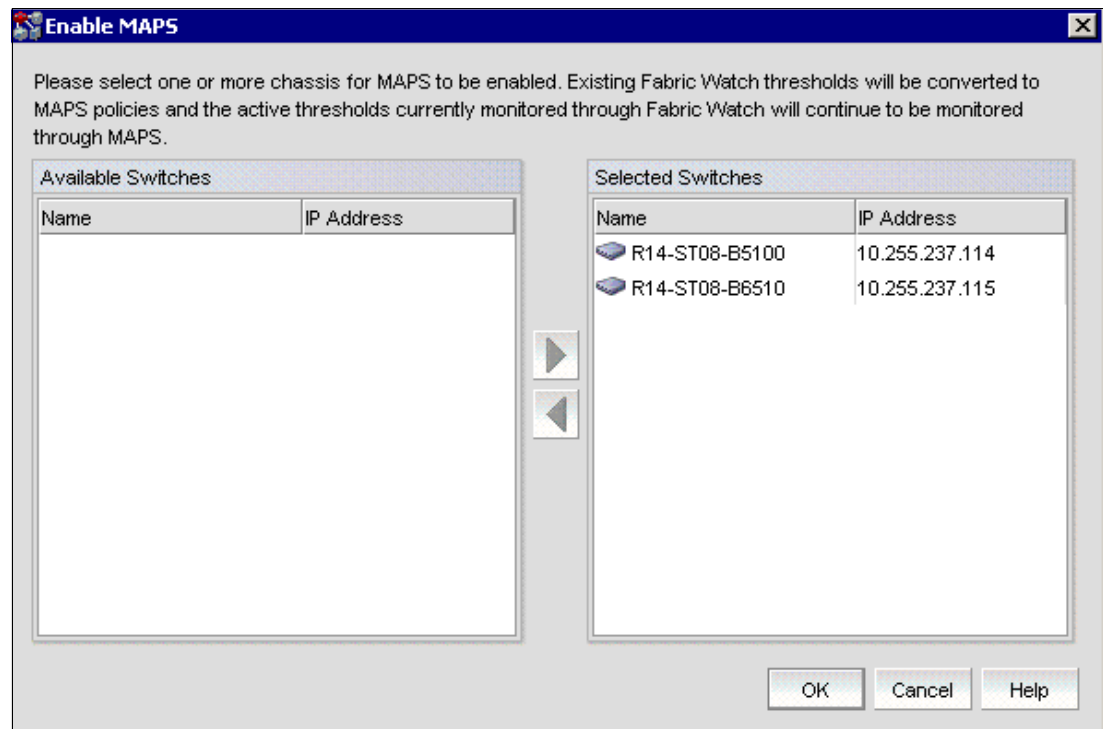 Enable MAPS
Please select one or more chassis for MAPS to be enabled. Existing Fabric Watch thresholds will be converted to
MAPS policies and the active thresholds currently monitored through Fabric Watch will continue to be monitored
through MAPS.
Available Switches
Name IP Address
Selected Switches
Name IP Address
R14-ST08-B5100 10.255.237.114
R14-ST08-B6510 10.255.237.115
OK Cancel Help